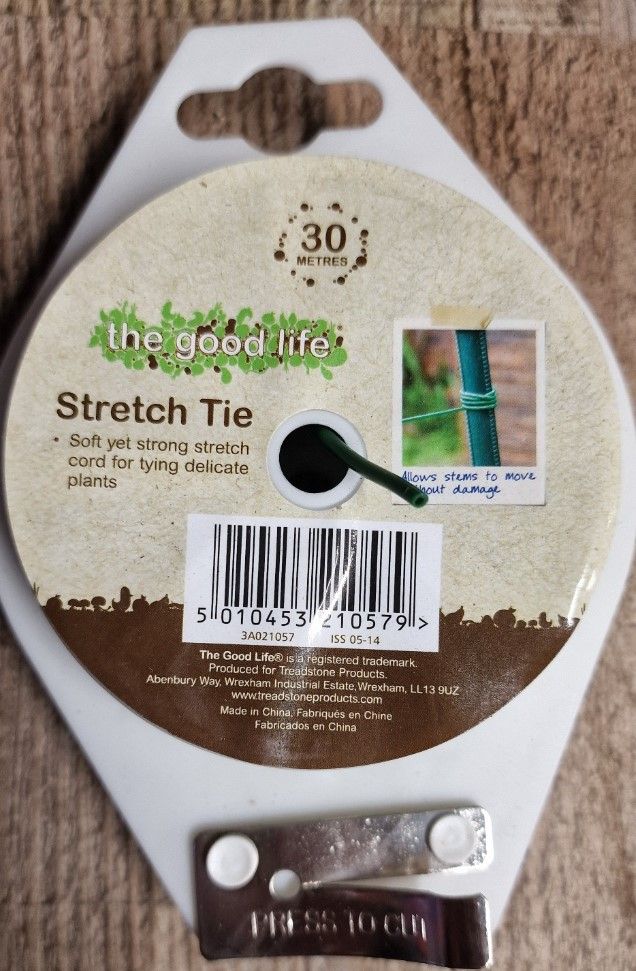 30
METRES
the good life
Stretch Tie
• Soft yet strong stretch
cord for tying delicate
plants
Allows stems to move
damage
5 010453 210579 >
3A021057 ISS 05-14
The Good Life® is a registered trademark.
Produced for Treadstone Products.
Abenbury Way, Wrexham Industrial Estate, Wrexham, LL13 9UZ
www.treadstoneproducts.com
Made in China, Fabriqués en Chine
Fabricados en China
PRESS TO CUT